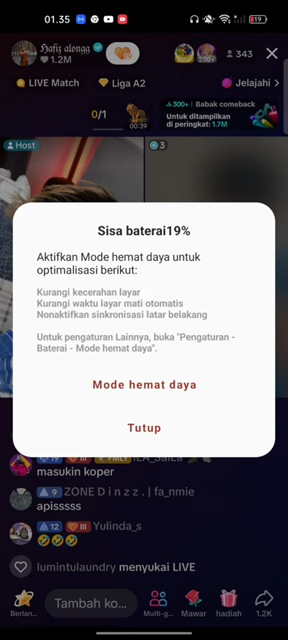 01.35
19
Hafiz alongg
1.2M
200+
343
LIVE Match
Liga A2
Jelajahi >
0/1
00:39
300+ | Babak comeback
Untuk ditampilkan
di peringkat: 1.7M
Host
3
Sisa baterai19%
Aktifkan Mode hemat daya untuk
optimalisasi berikut:
Kurangi kecerahan layar
Kurangi waktu layar mati otomatis
Nonaktifkan sinkronisasi latar belakang
Untuk pengaturan Lainnya, buka "Pengaturan -
Baterai - Mode hemat daya".
Mode hemat daya
Tutup
masukin koper
9 ZONE D i n z z . | fa_nmie
apisssss
12 III Yulinda_s
🤣🤣🤣
lumintulaundry menyukai LIVE
Berlan...
Tambah ko...
Multi-g...
Mawar
hadiah
1.2K